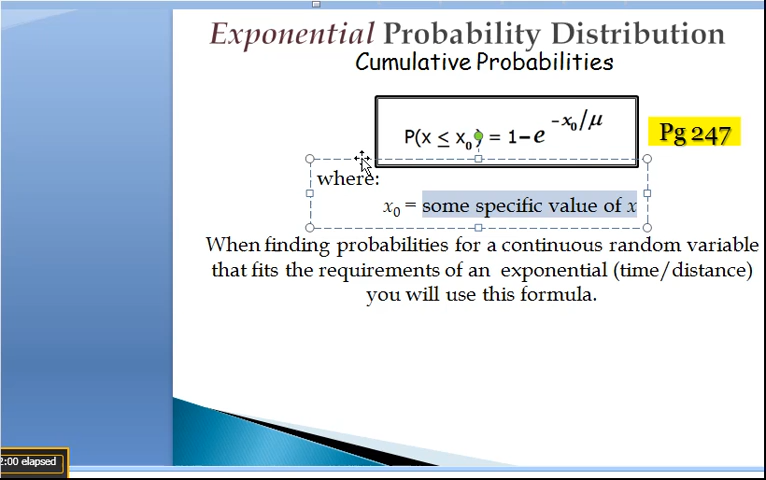 Exponential Probability Distribution
Cumulative Probabilities
P(x ≤ x₀) = 1−e^(−x₀/μ)
Pg 247
where:
x₀ = some specific value of x
When finding probabilities for a continuous random variable
that fits the requirements of an exponential (time/distance)
you will use this formula.
2:00 elapsed